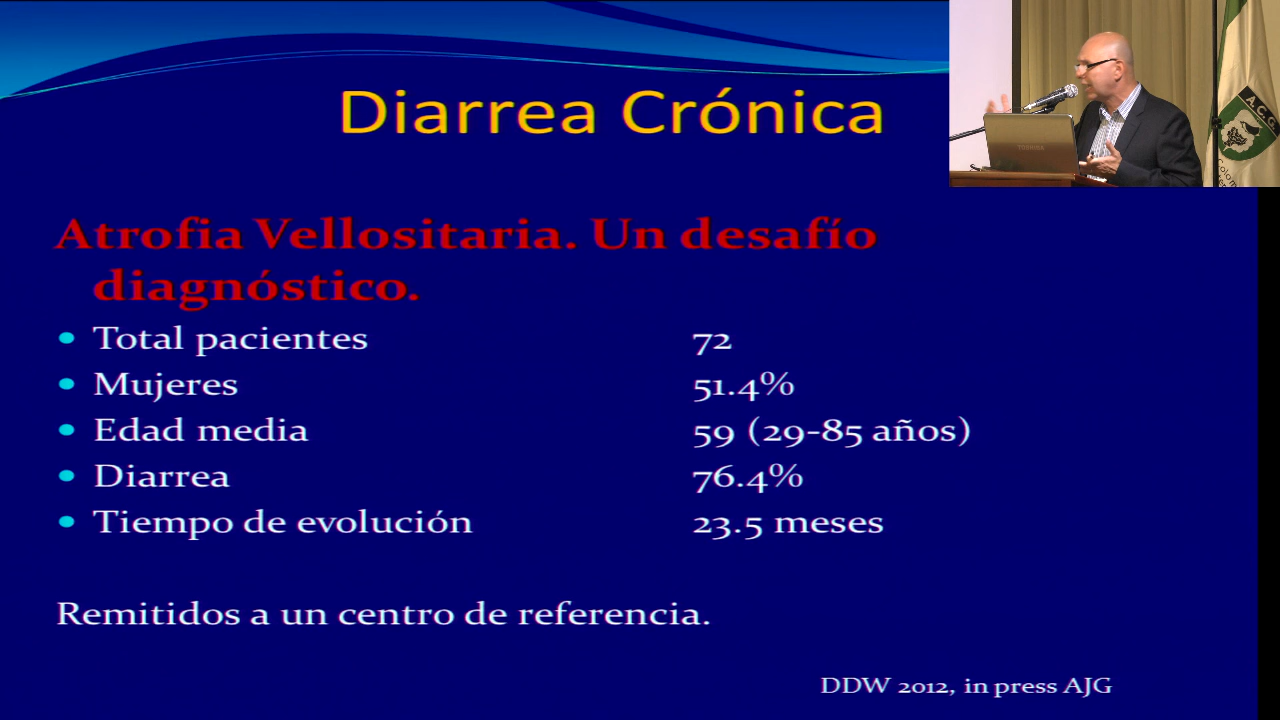 Diarrea Crónica
A.C.G.
TOSHIBA
Atrofia Vellositaria. Un desafío
diagnóstico.
• Total pacientes 72
• Mujeres 51.4%
• Edad media 59 (29-85 años)
• Diarrea 76.4%
• Tiempo de evolución 23.5 meses
Remitidos a un centro de referencia.
DDW 2012, in press AJG